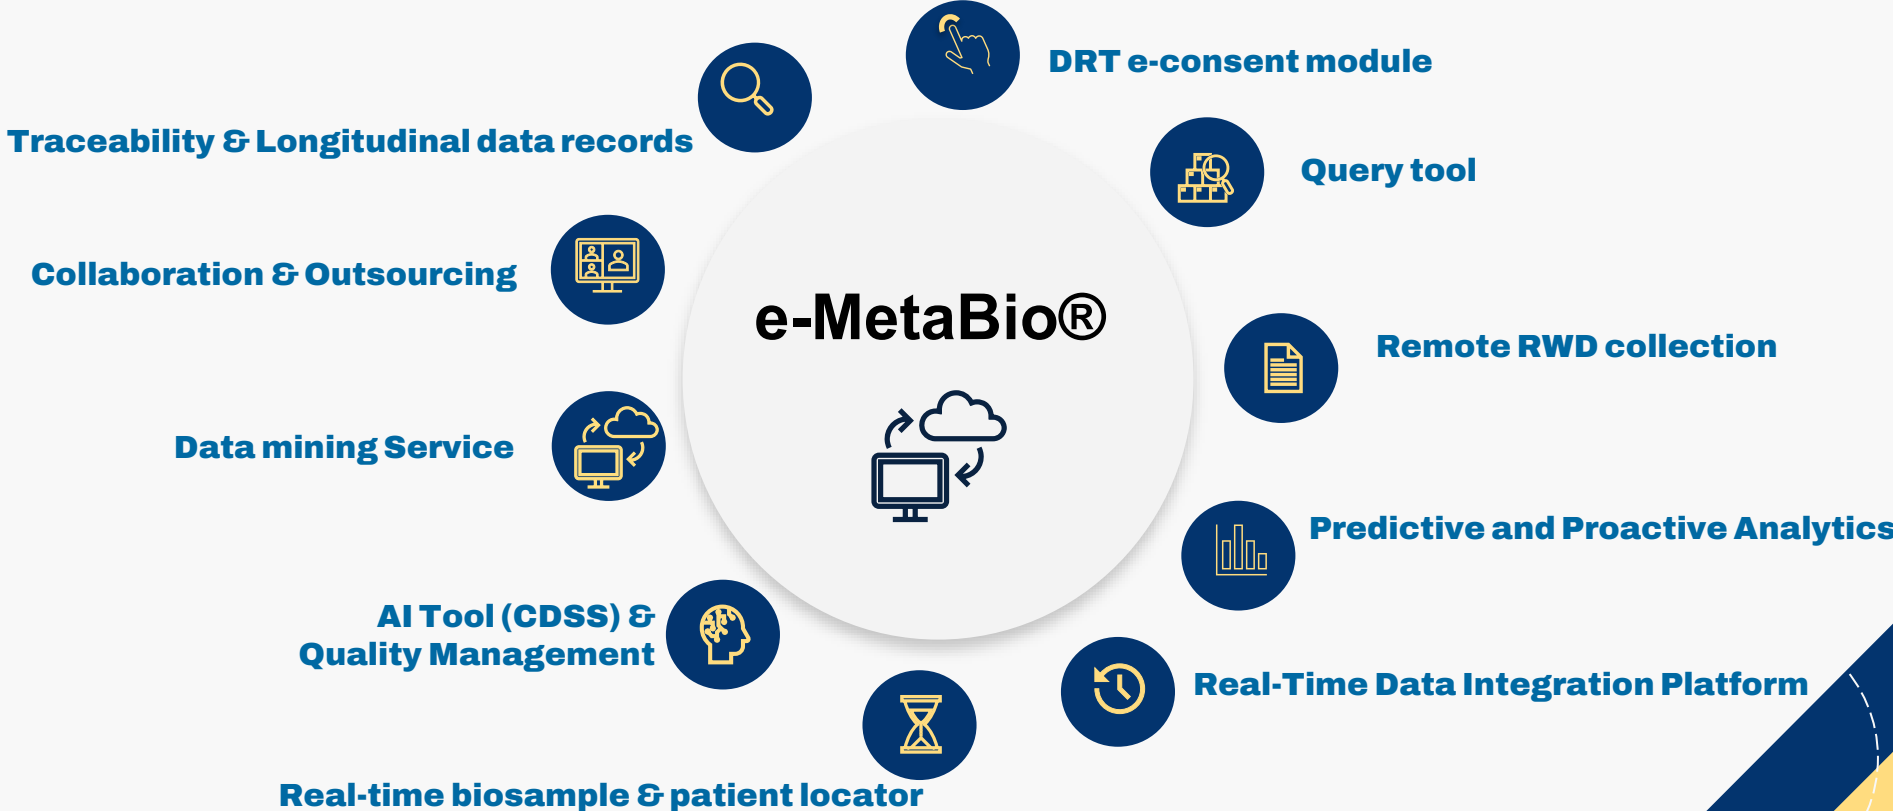 DRT e-consent module
Traceability & Longitudinal data records
Query tool
Collaboration & Outsourcing
e-MetaBio®
Remote RWD collection
Data mining Service
Predictive and Proactive Analytics
AI Tool (CDSS) &
Quality Management
Real-Time Data Integration Platform
Real-time biosample & patient locator